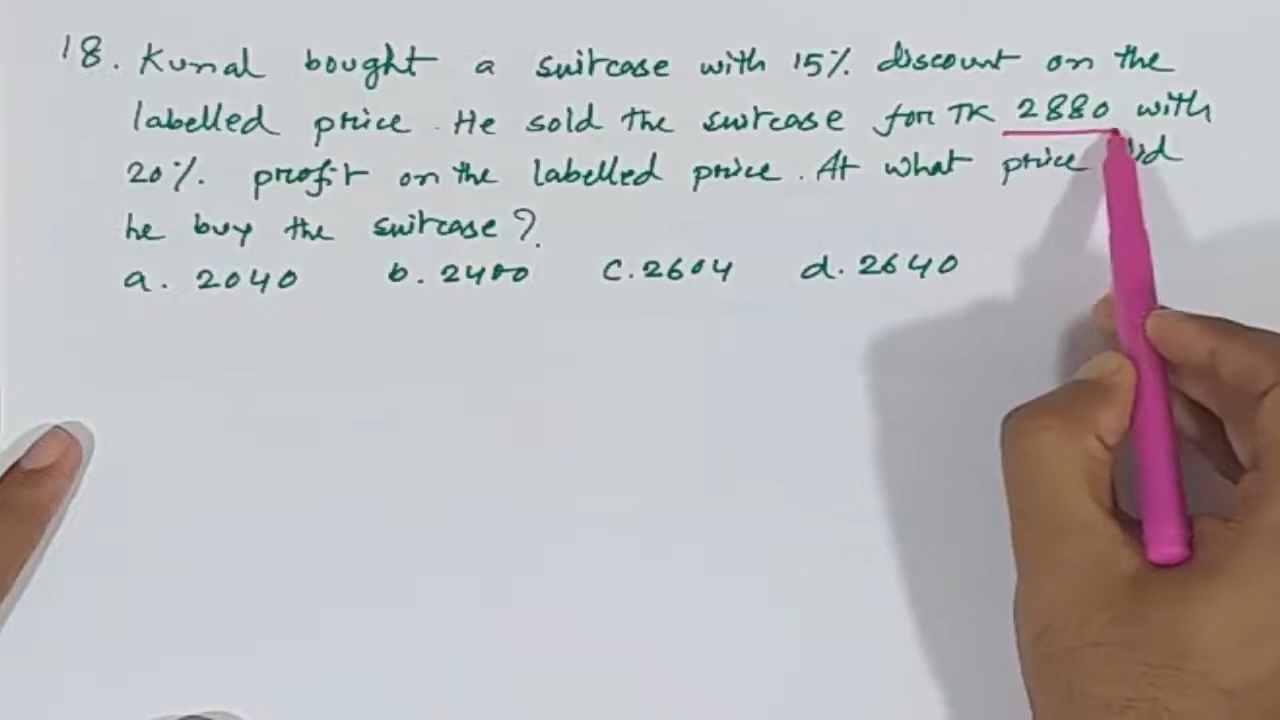 18. Kunal bought a suitcase with 15% discount on the
labelled price. He sold the suitcase for TK 2880 with
20% profit on the labelled price. At what price did
he buy the suitcase?
a. 2040 b. 2400 c. 2604 d. 2640